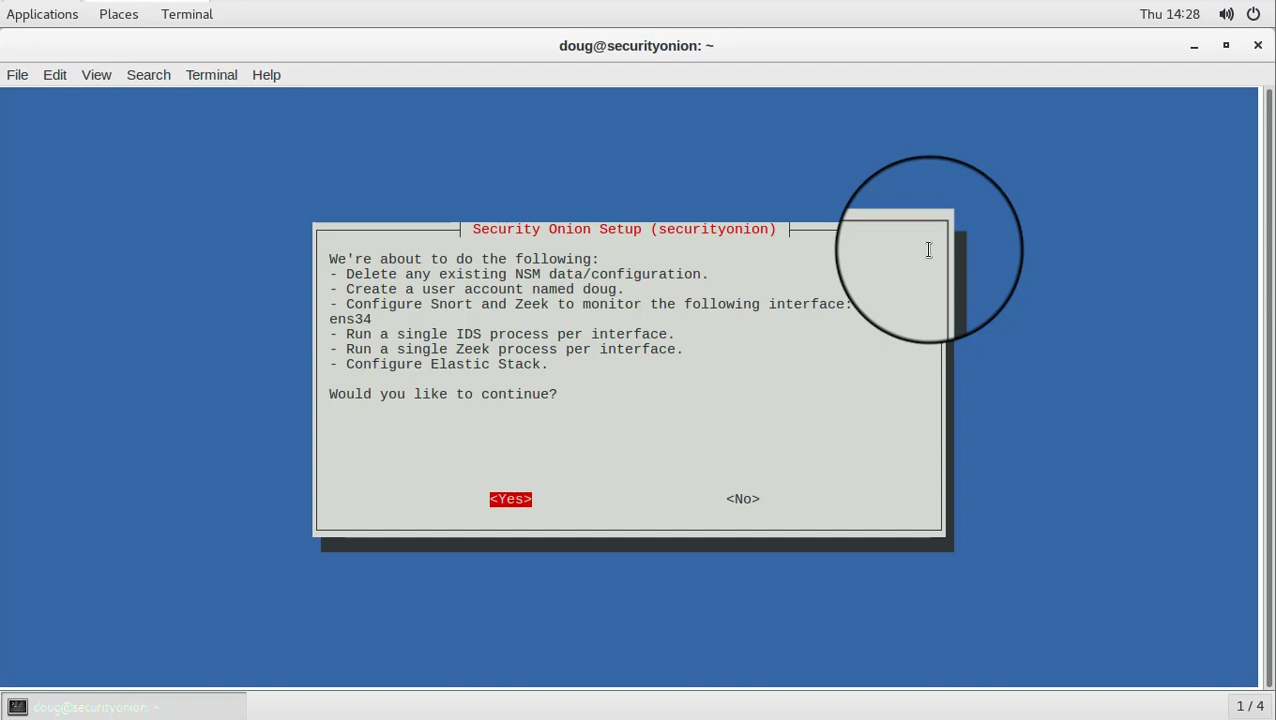 Applications Places Terminal Thu 14:28
doug@securityonion: ~
File Edit View Search Terminal Help
Security Onion Setup (securityonion)
We're about to do the following:
- Delete any existing NSM data/configuration.
- Create a user account named doug.
- Configure Snort and Zeek to monitor the following interface:
ens34
- Run a single IDS process per interface.
- Run a single Zeek process per interface.
- Configure Elastic Stack.
Would you like to continue?
<Yes> <No>
doug@securityonion: ~ 1 / 4